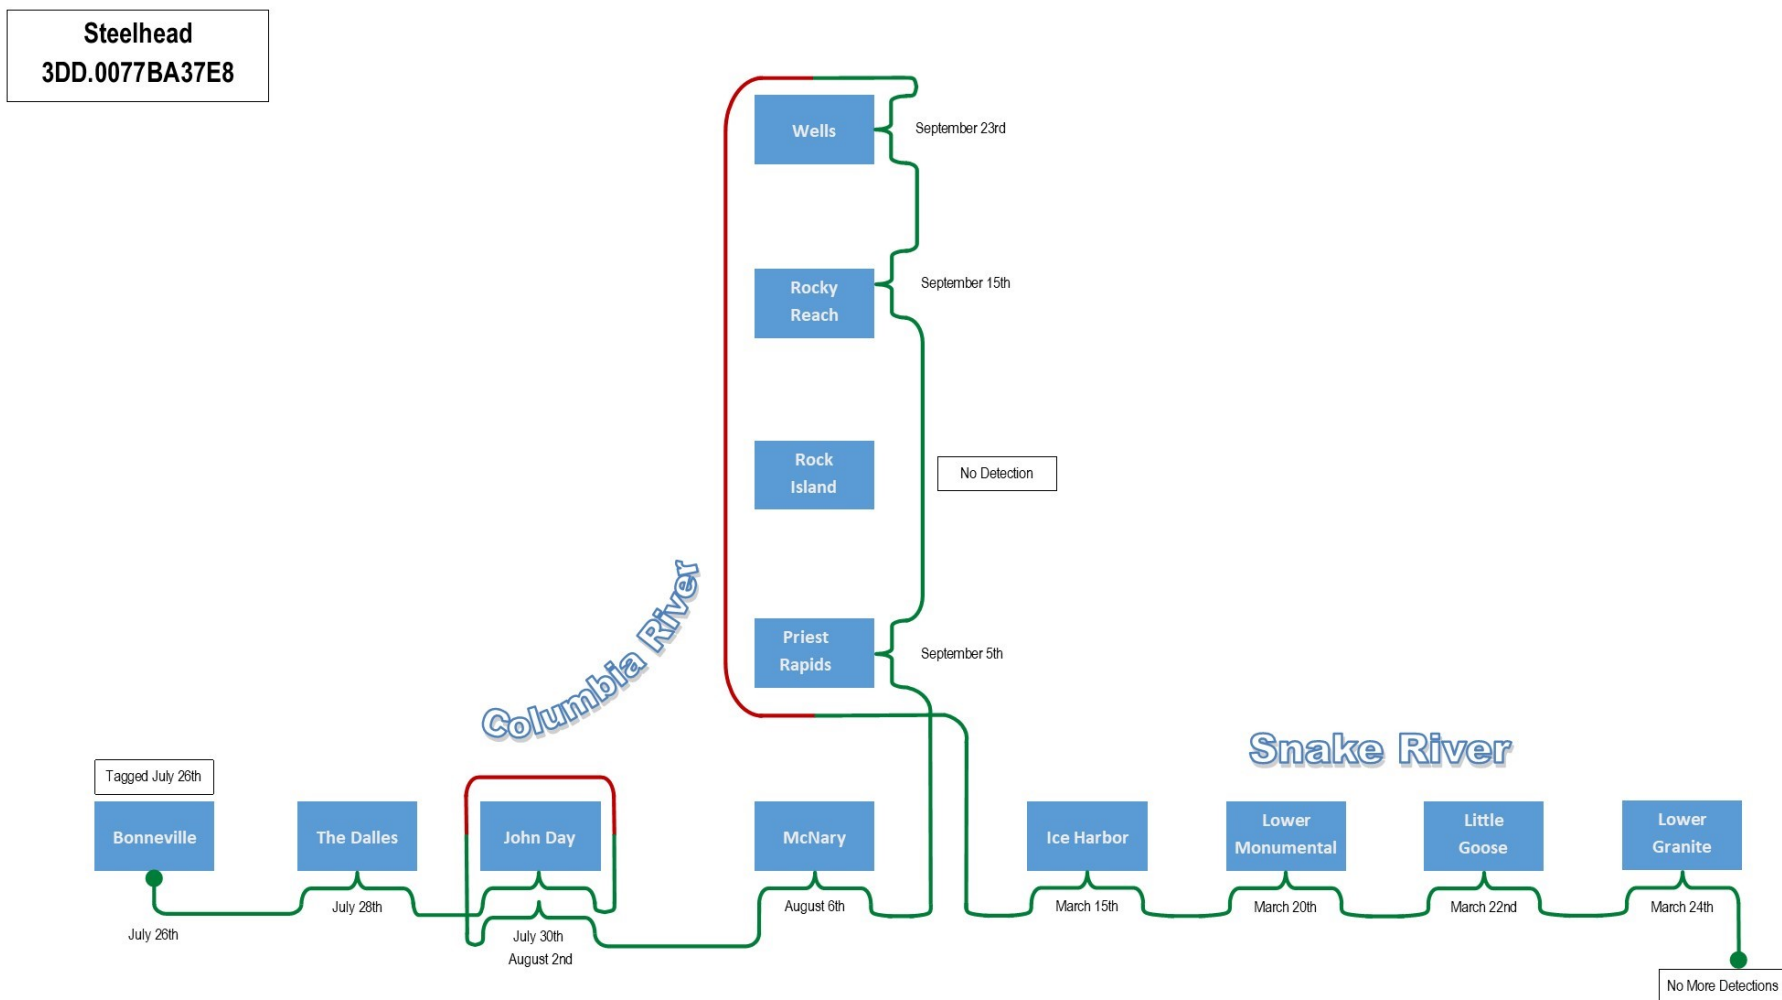 Steelhead
3DD.0077BA37E8
Wells
September 23rd
Rocky
Reach
September 15th
Rock
Island
No Detection
Columbia River
Priest
Rapids
September 5th
Snake River
Tagged July 26th
Bonneville
The Dalles
John Day
McNary
Ice Harbor
Lower
Monumental
Little
Goose
Lower
Granite
July 26th
July 28th
July 30th
August 2nd
August 6th
March 15th
March 20th
March 22nd
March 24th
No More Detections